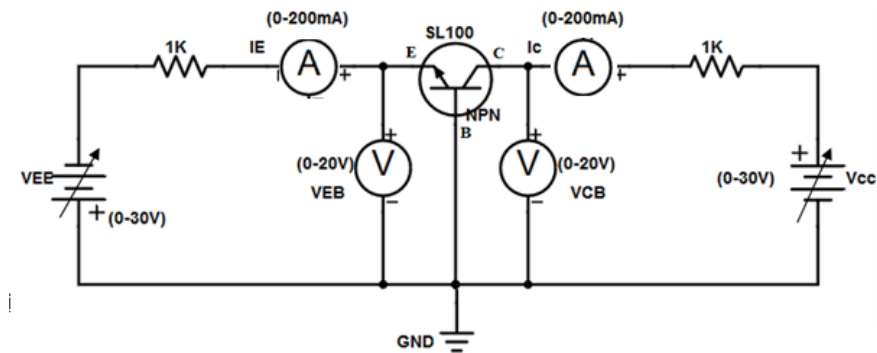 (0-200mA)
(0-200mA)
SL100
1K
IE
A
+
E
C
Ic
A
+
1K
NPN
B
+
+
+
(0-20V)
V
VEB
−
V
(0-20V)
VCB
−
VEE
+
(0-30V)
(0-30V)
Vcc
GND